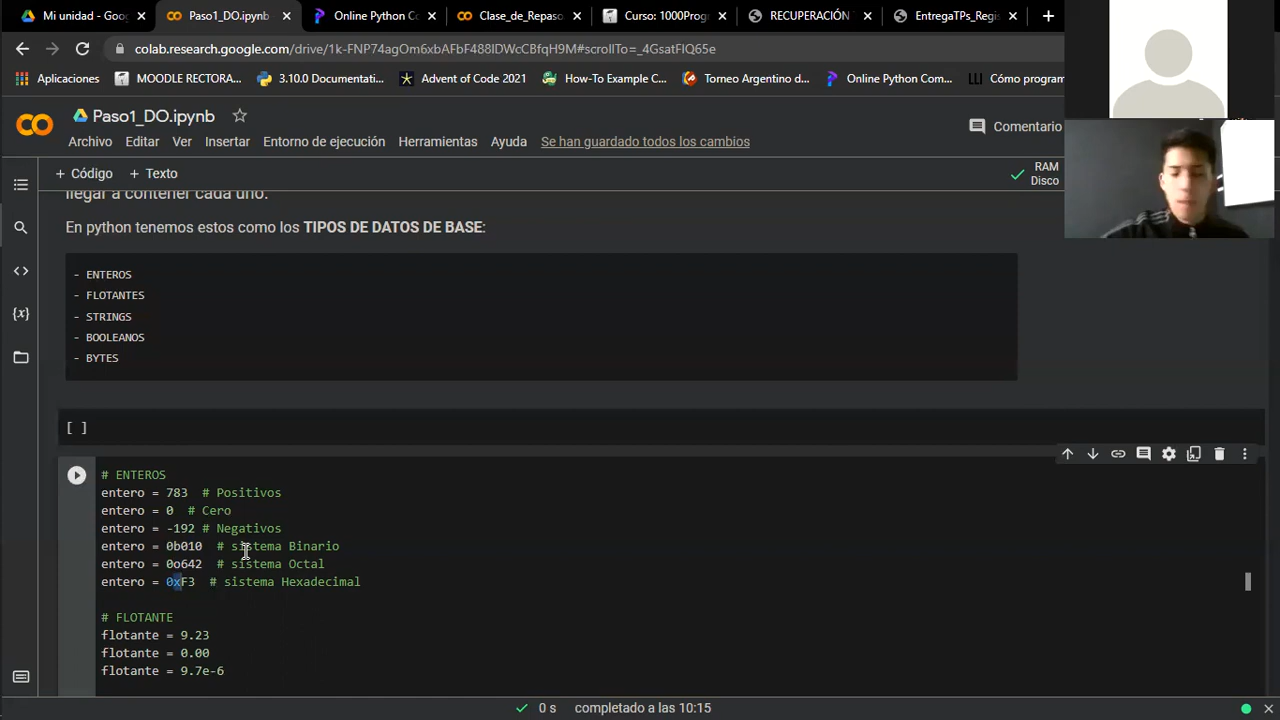 Mi unidad - G
Paso1_DO.ipynb -
Online Python Co
Clase_de_Repaso
Curso: 1000Prog
RECUPERACIÓN
EntregaTPs_Regis
colab.research.google.com/drive/1k-FNP74agOm6xbAFbF488IDWcCBfqH9M#scrollTo=_4GsatFIQ65e
Aplicaciones
MOODLE RECTORA...
3.10.0 Documentati...
Advent of Code 2021
How-To Example C...
Torneo Argentino d...
Online Python Com...
Cómo program
Paso1_DO.ipynb
Archivo Editar Ver Insertar Entorno de ejecución Herramientas Ayuda Se han guardado todos los cambios
Comentario
+ Código + Texto
RAM
Disco
llegar a contener cada uno.
En python tenemos estos como los TIPOS DE DATOS DE BASE:
- ENTEROS
- FLOTANTES
- STRINGS
- BOOLEANOS
- BYTES
[ ]
# ENTEROS
entero = 783 # Positivos
entero = 0 # Cero
entero = -192 # Negativos
entero = 0b010 # sistema Binario
entero = 0o642 # sistema Octal
entero = 0xF3 # sistema Hexadecimal
# FLOTANTE
flotante = 9.23
flotante = 0.00
flotante = 9.7e-6
0 s completado a las 10:15